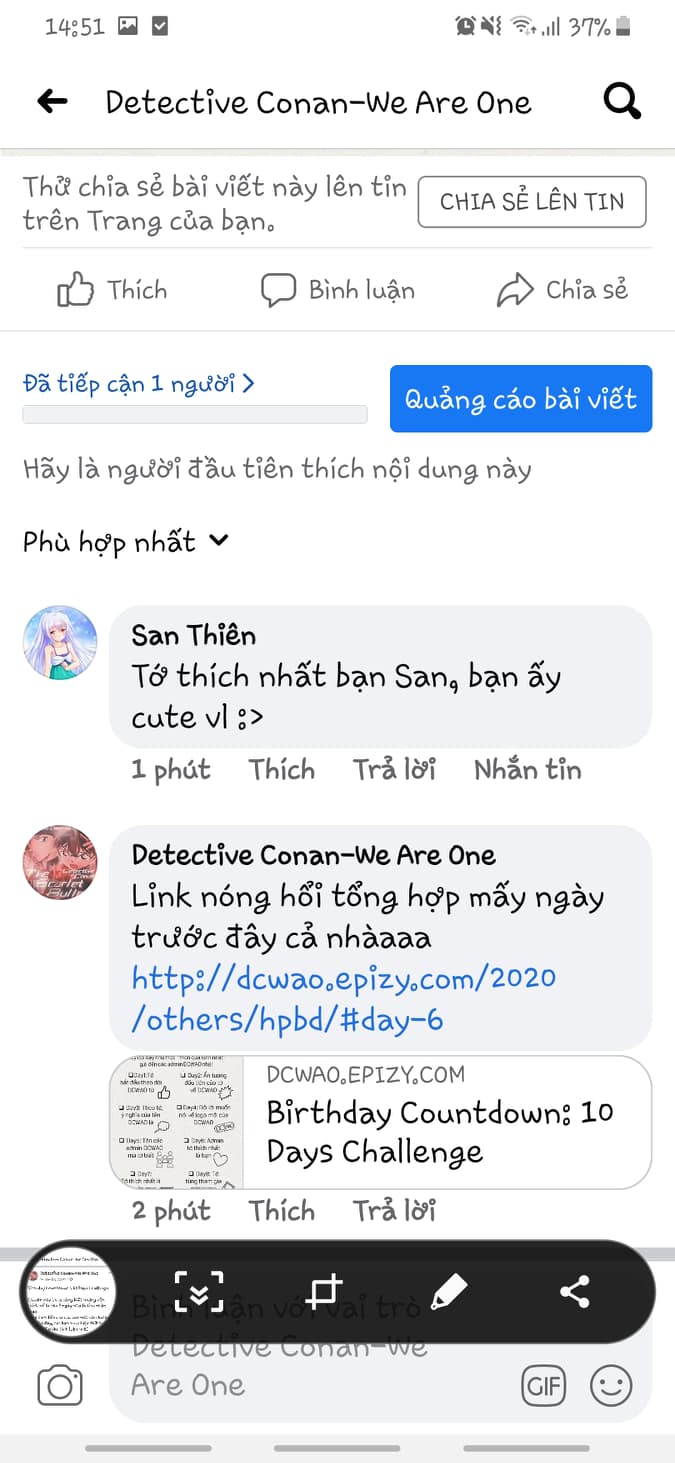 14:51
37%
Detective Conan-We Are One
Thử chia sẻ bài viết này lên tin
trên Trang của bạn.
CHIA SẺ LÊN TIN
Thích
Bình luận
Chia sẻ
Đã tiếp cận 1 người
Quảng cáo bài viết
Hãy là người đầu tiên thích nội dung này
Phù hợp nhất
San Thiên
Tớ thích nhất bạn San, bạn ấy
cute vl :>
1 phút Thích Trả lời Nhắn tin
Detective Conan-We Are One
Link nóng hổi tổng hợp mấy ngày
trước đây cả nhàaaa
http://dcwao.epizy.com/2020
/others/hpbd/#day-6
DCWAO.EPIZY.COM
Birthday Countdown: 10
Days Challenge
2 phút Thích Trả lời
Bình luận với vai trò
Detective Conan-We
Are One
GIF